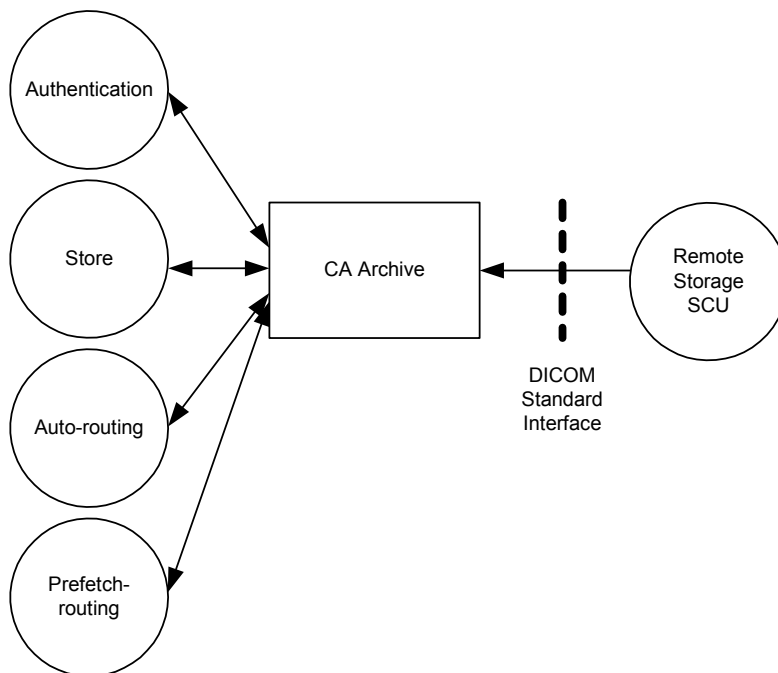 Authentication
Store
CA Archive
Remote
Storage
SCU
DICOM
Standard
Interface
Auto-routing
Prefetch-
routing